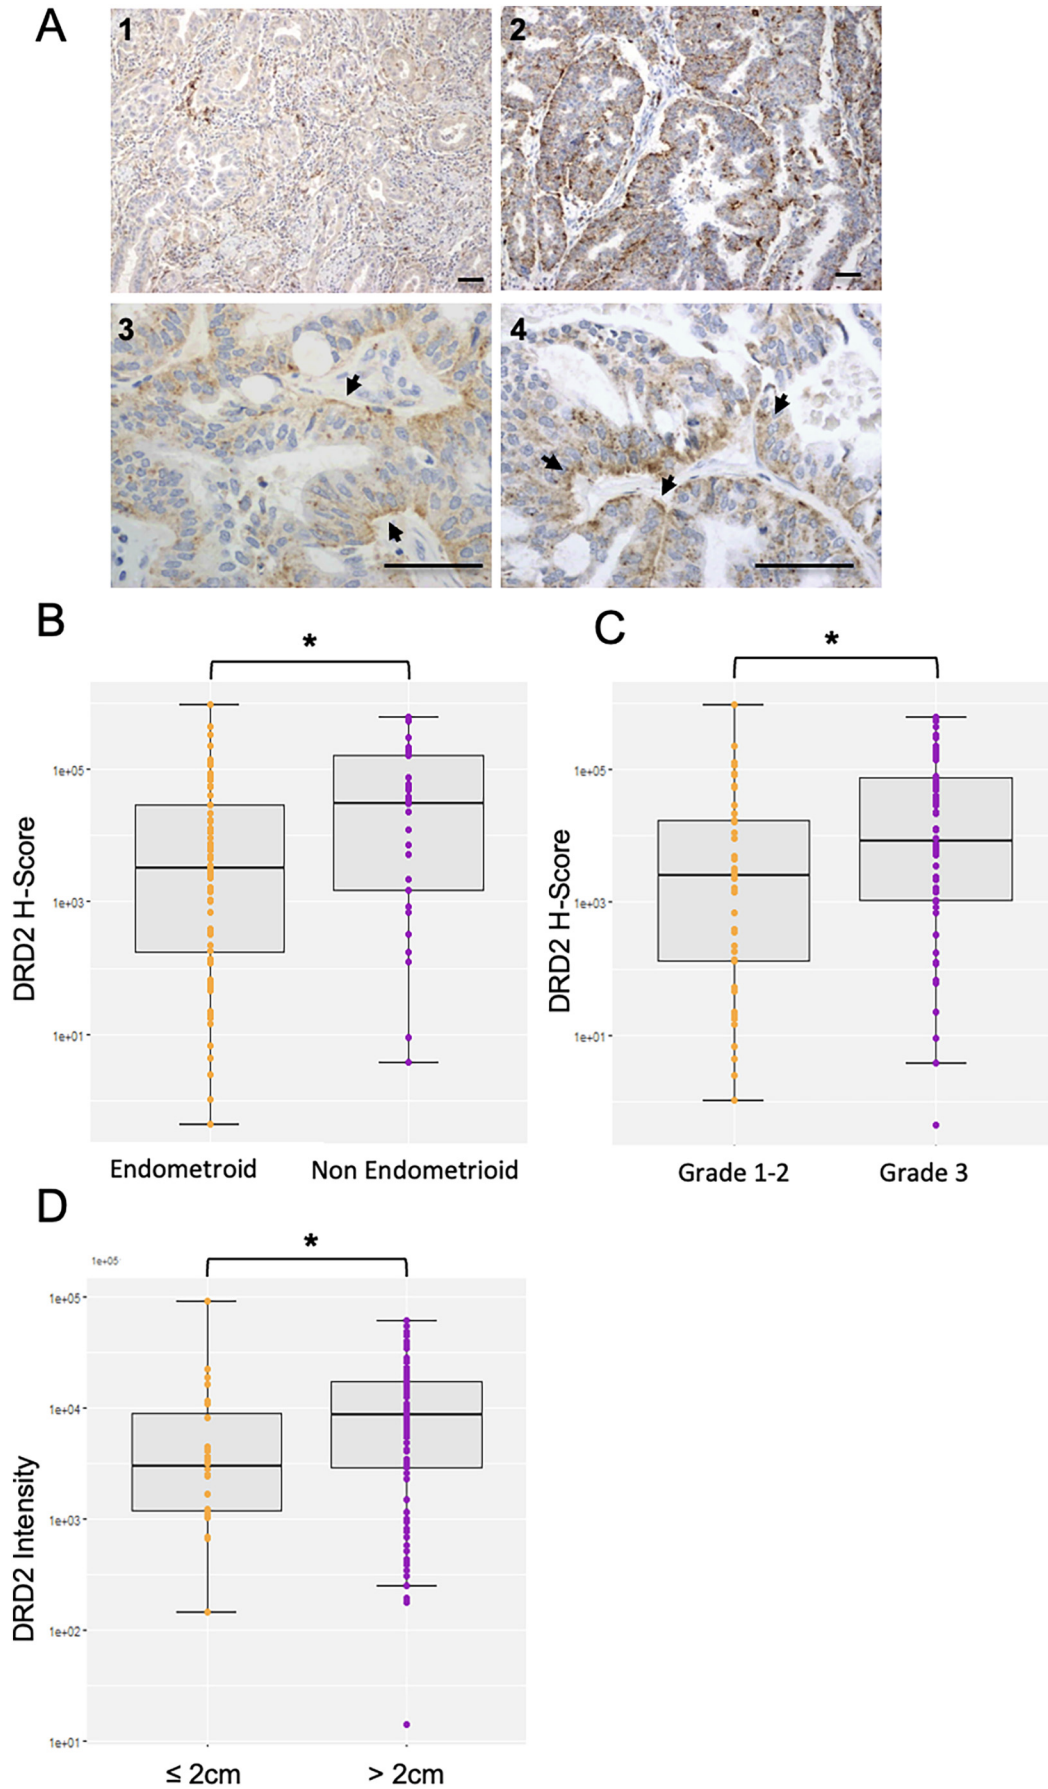 A
1
2
3
4
B
*
DRD2 H-Score
1e+05
1e+03
1e+01
Endometroid
Non Endometrioid
C
*
DRD2 H-Score
1e+05
1e+03
1e+01
Grade 1-2
Grade 3
D
*
1e+05
DRD2 Intensity
1e+05
1e+04
1e+03
1e+02
1e+01
≤ 2cm
> 2cm